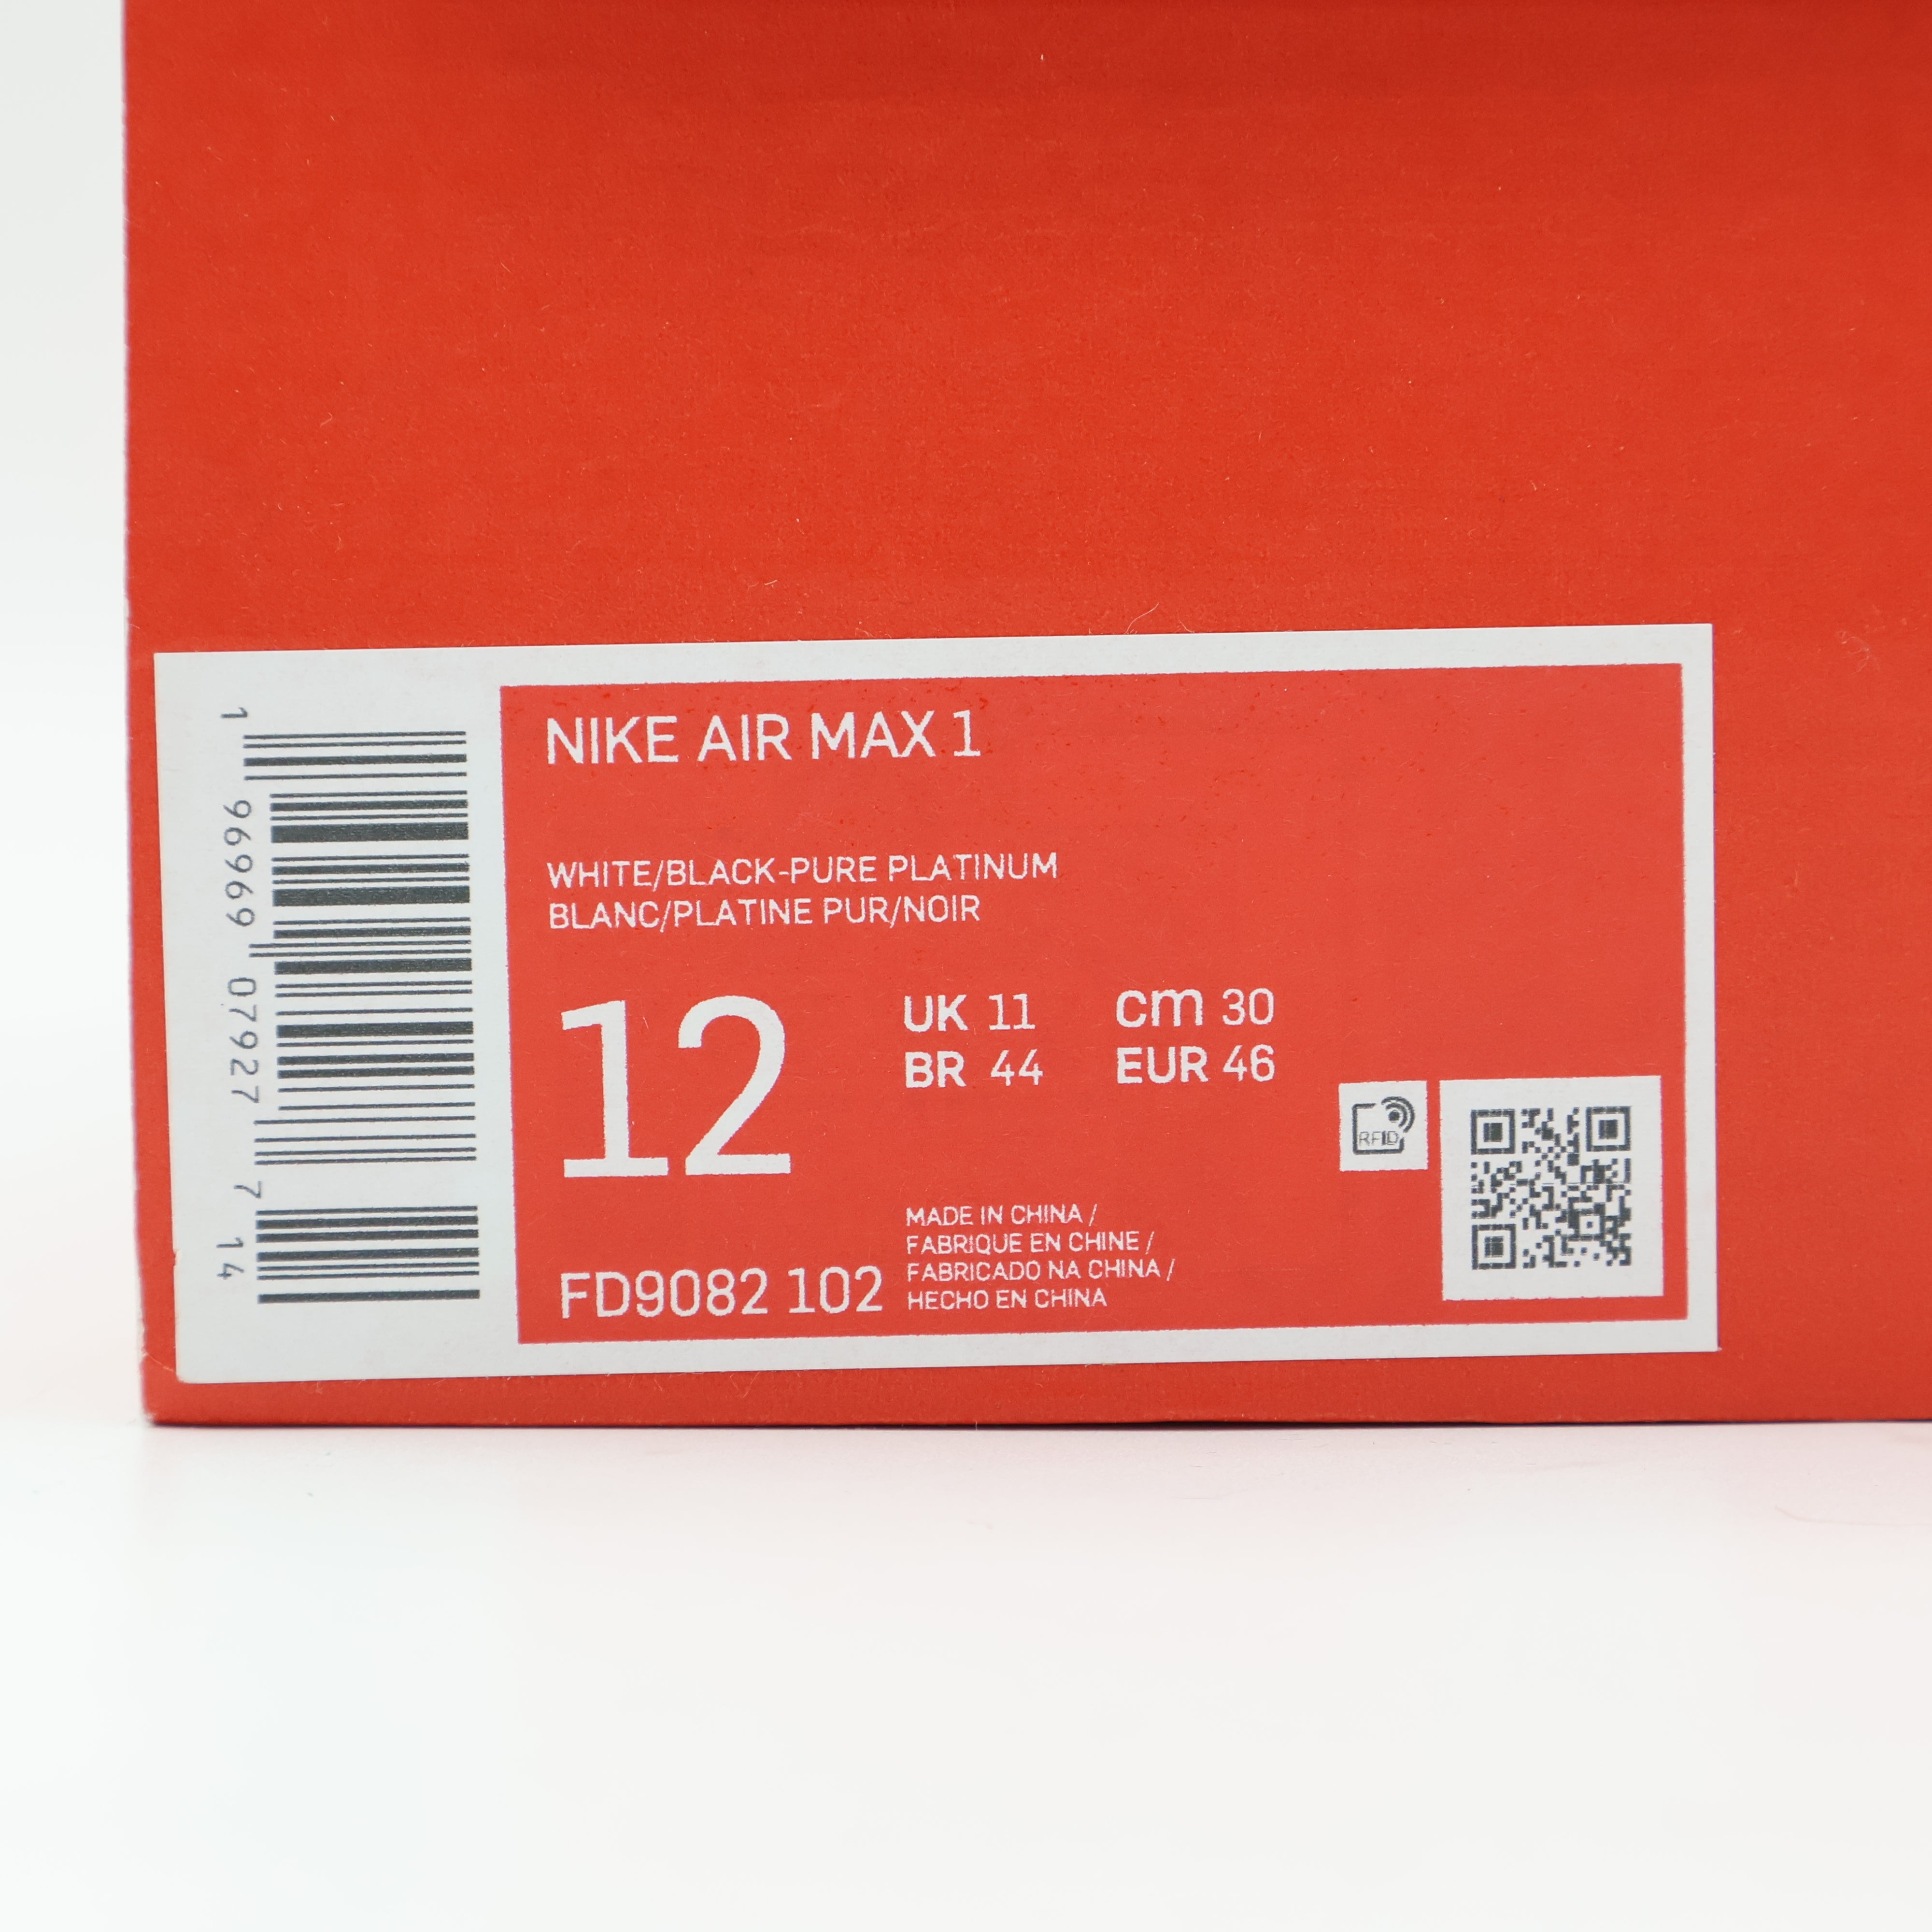 1 96969 07927 7 14
NIKE AIR MAX 1
WHITE/BLACK-PURE PLATINUM
BLANC/PLATINE PUR/NOIR
12
UK 11 cm 30
BR 44 EUR 46
RFID
MADE IN CHINA /
FABRIQUE EN CHINE /
FABRICADO NA CHINA /
HECHO EN CHINA
FD9082 102